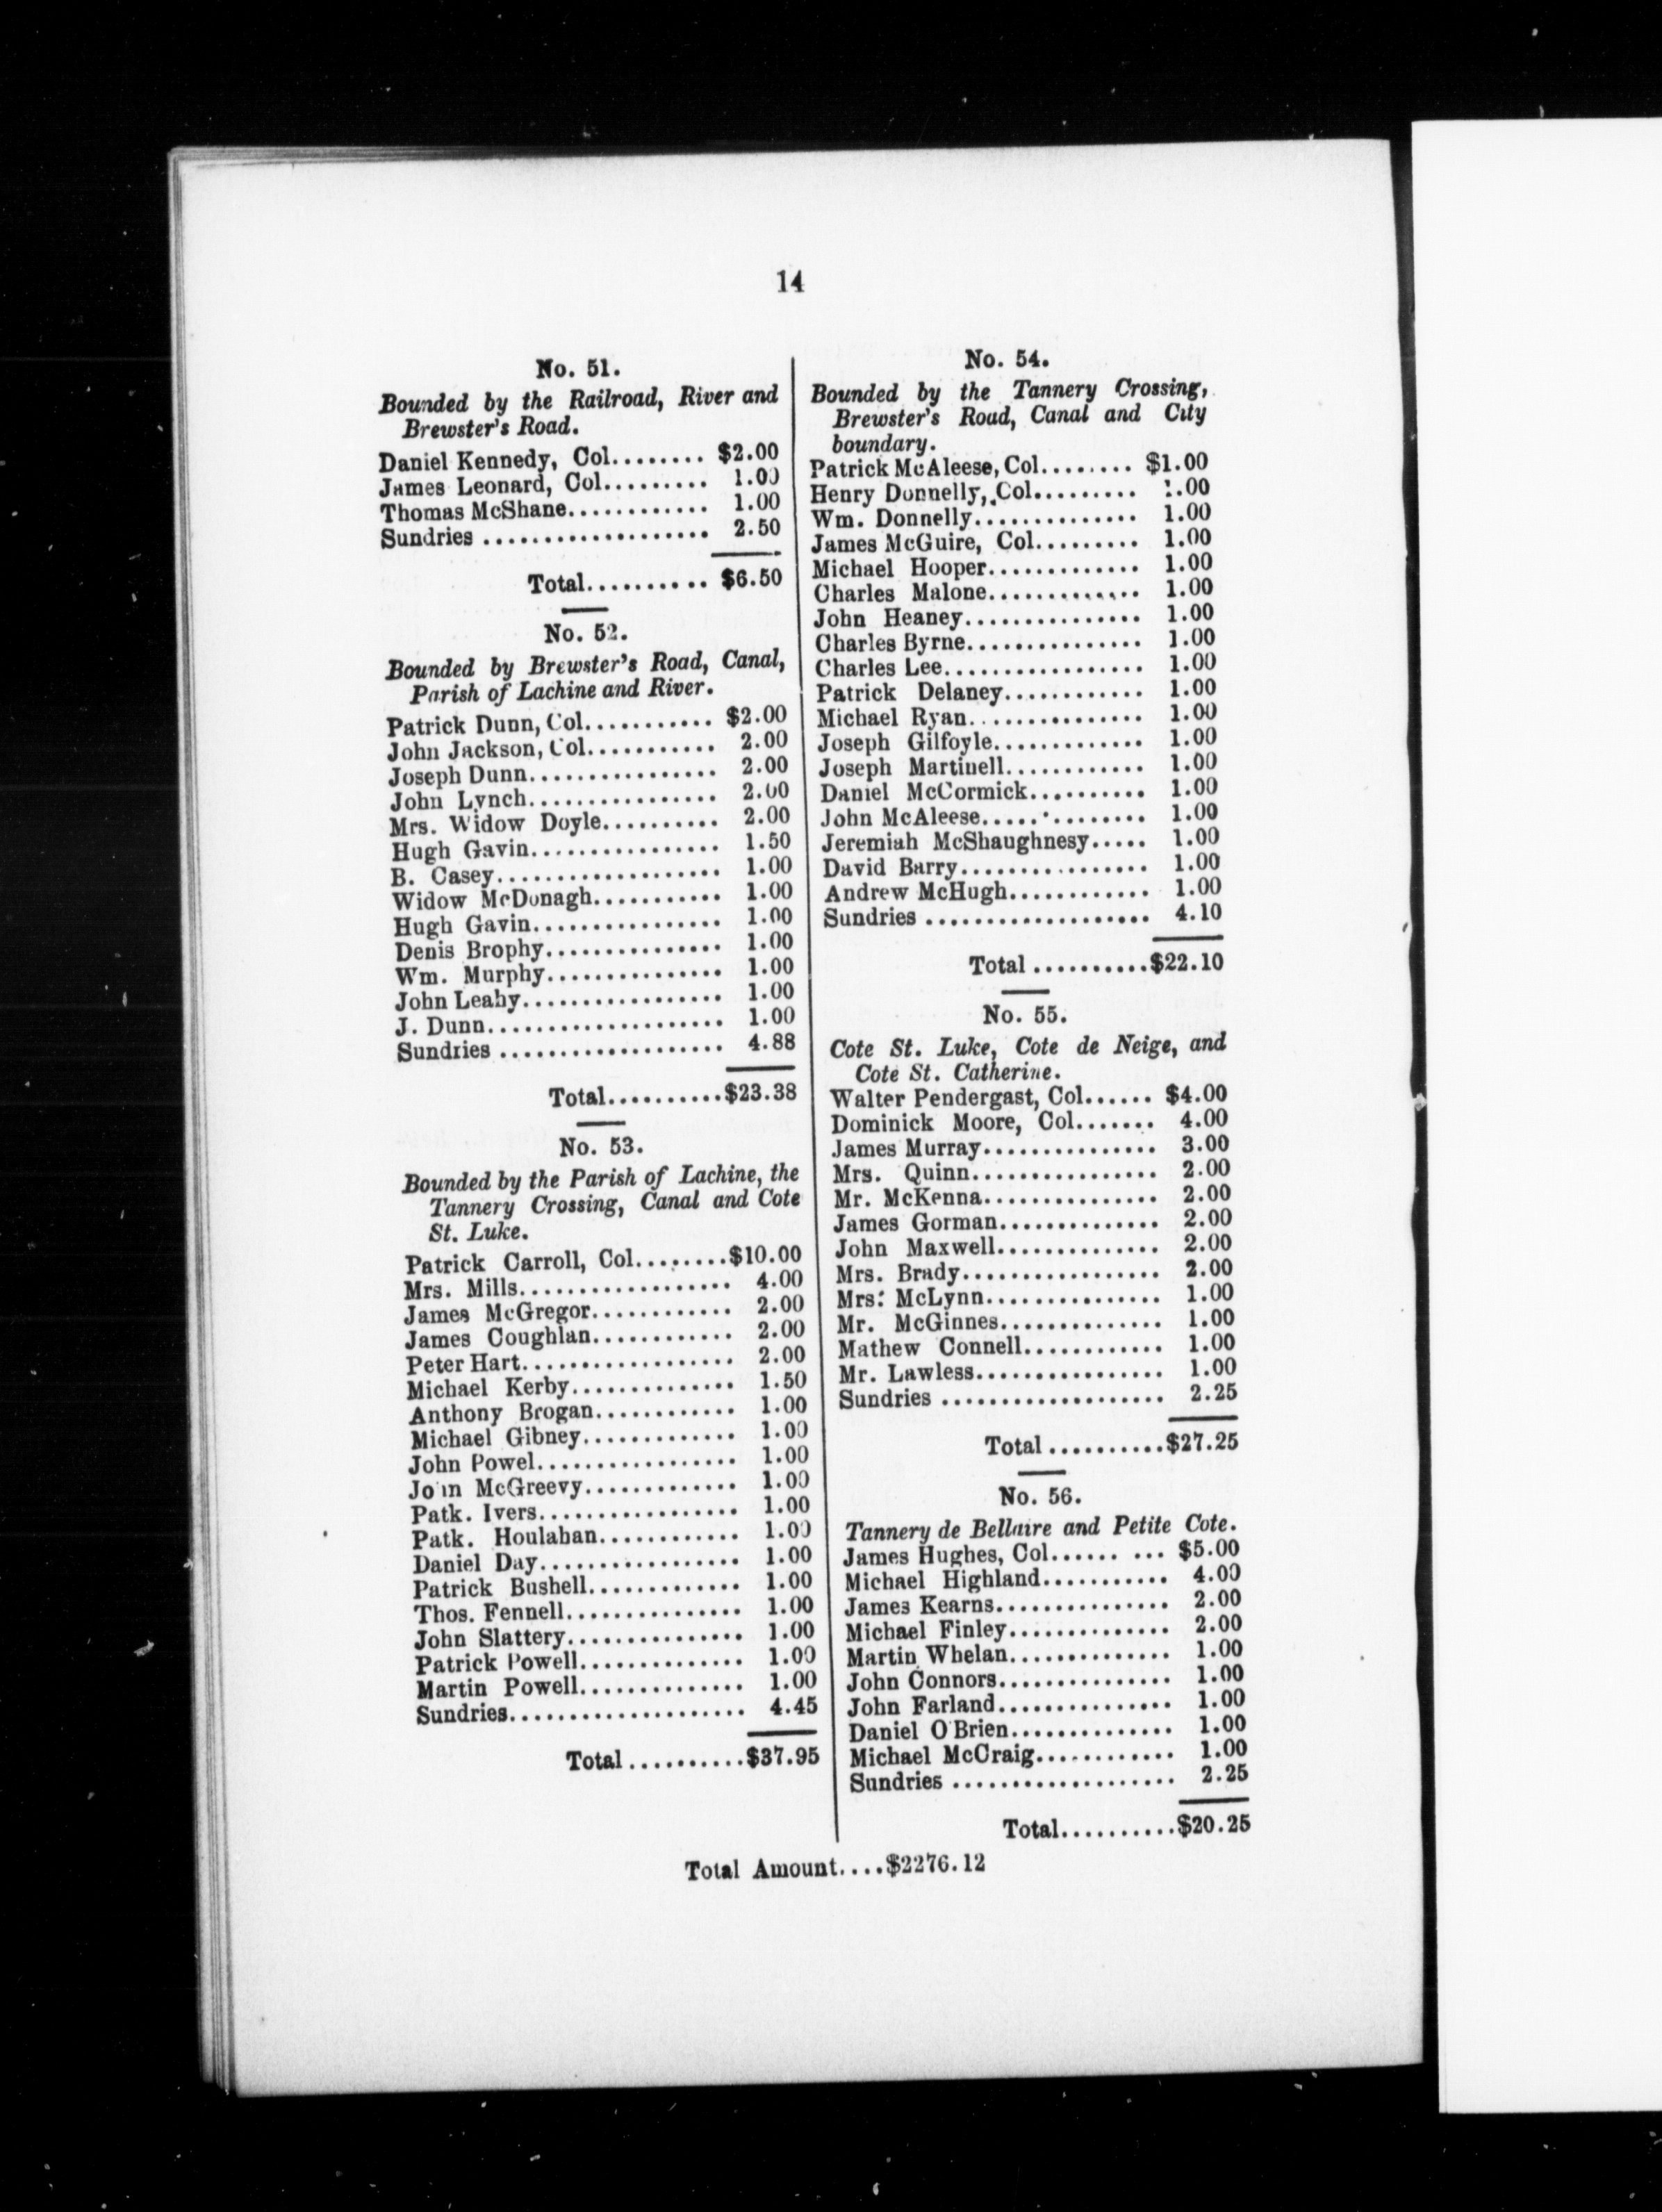 14
No. 51.
Bounded by the Railroad, River and
Brewster's Road.
Daniel Kennedy, Col........ $2.00
James Leonard, Col......... 1.00
Thomas McShane............ 1.00
Sundries ................... 2.50
Total.......... $6.50
No. 52.
Bounded by Brewster's Road, Canal,
Parish of Lachine and River.
Patrick Dunn, Col........... $2.00
John Jackson, Col........... 2.00
Joseph Dunn................ 2.00
John Lynch................ 2.00
Mrs. Widow Doyle.......... 2.00
Hugh Gavin................ 1.50
B. Casey................... 1.00
Widow McDonagh........... 1.00
Hugh Gavin................ 1.00
Denis Brophy............... 1.00
Wm. Murphy............... 1.00
John Leahy................. 1.00
J. Dunn.................... 1.00
Sundries ................... 4.88
Total..........$23.38
No. 53.
Bounded by the Parish of Lachine, the
Tannery Crossing, Canal and Cote
St. Luke.
Patrick Carroll, Col........$10.00
Mrs. Mills.................. 4.00
James McGregor............ 2.00
James Coughlan............ 2.00
Peter Hart.................. 2.00
Michael Kerby.............. 1.50
Anthony Brogan............ 1.00
Michael Gibney............. 1.00
John Powel................. 1.00
John McGreevy............. 1.00
Patk. Ivers................. 1.00
Patk. Houlahan............ 1.00
Daniel Day................. 1.00
Patrick Bushell............. 1.00
Thos. Fennell............... 1.00
John Slattery............... 1.00
Patrick Powell.............. 1.00
Martin Powell.............. 1.00
Sundries.................... 4.45
Total ..........$37.95
No. 54.
Bounded by the Tannery Crossing,
Brewster's Road, Canal and City
boundary.
Patrick McAleese, Col........ $1.00
Henry Donnelly, Col......... 1.00
Wm. Donnelly.............. 1.00
James McGuire, Col......... 1.00
Michael Hooper............. 1.00
Charles Malone............. 1.00
John Heaney............... 1.00
Charles Byrne............... 1.00
Charles Lee................. 1.00
Patrick Delaney............ 1.00
Michael Ryan............... 1.00
Joseph Gilfoyle............. 1.00
Joseph Martinell............ 1.00
Daniel McCormick.......... 1.00
John McAleese.............. 1.00
Jeremiah McShaughnesy..... 1.00
David Barry................ 1.00
Andrew McHugh............ 1.00
Sundries ................... 4.10
Total ..........$22.10
No. 55.
Cote St. Luke, Cote de Neige, and
Cote St. Catherine.
Walter Pendergast, Col...... $4.00
Dominick Moore, Col....... 4.00
James Murray............... 3.00
Mrs. Quinn................ 2.00
Mr. McKenna............... 2.00
James Gorman.............. 2.00
John Maxwell.............. 2.00
Mrs. Brady................. 2.00
Mrs. McLynn............... 1.00
Mr. McGinnes.............. 1.00
Mathew Connell............ 1.00
Mr. Lawless................ 1.00
Sundries ................... 2.25
Total ..........$27.25
No. 56.
Tannery de Bellaire and Petite Cote.
James Hughes, Col...... ... $5.00
Michael Highland........... 4.00
James Kearns............... 2.00
Michael Finley.............. 2.00
Martin Whelan.............. 1.00
John Connors............... 1.00
John Farland............... 1.00
Daniel O'Brien.............. 1.00
Michael McCraig............ 1.00
Sundries ................... 2.25
Total..........$20.25
Total Amount....$2276.12